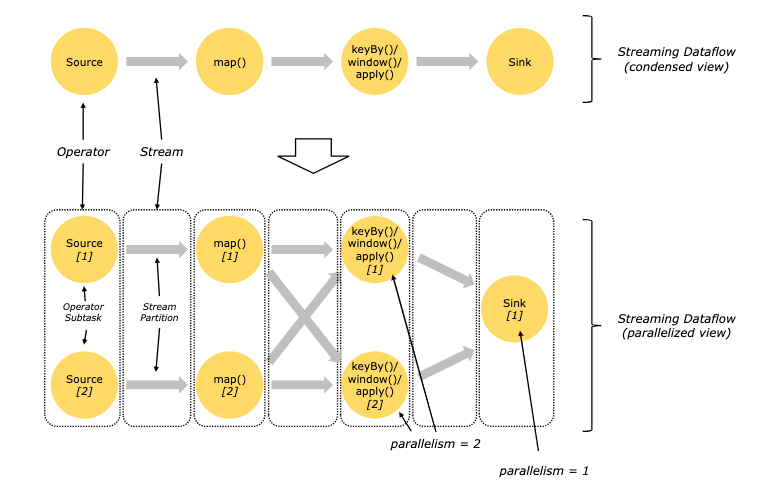 Source
map()
keyBy()/
window()/
apply()
Sink
Streaming Dataflow
(condensed view)
Operator
Stream
Source
[1]
map()
[1]
keyBy()/
window()/
apply()
[1]
Operator
Subtask
Stream
Partition
Sink
[1]
Streaming Dataflow
(parallelized view)
Source
[2]
map()
[2]
keyBy()/
window()/
apply()
[2]
parallelism = 2
parallelism = 1